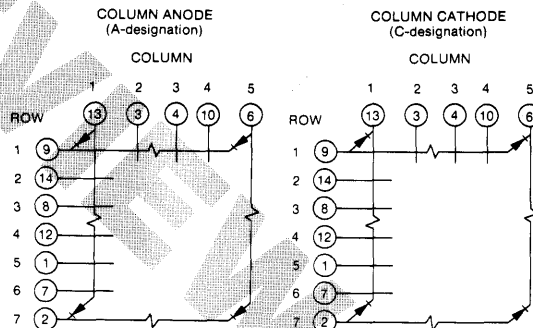 COLUMN ANODE
(A-designation)
COLUMN
1 2 3 4 5
13 3 4 10 6
ROW
1 9
2 14
3 8
4 12
5 1
6 7
7 2
COLUMN CATHODE
(C-designation)
COLUMN
1 2 3 4 5
13 3 4 10 6
ROW
1 9
2 14
3 8
4 12
5 1
6 7
7 2